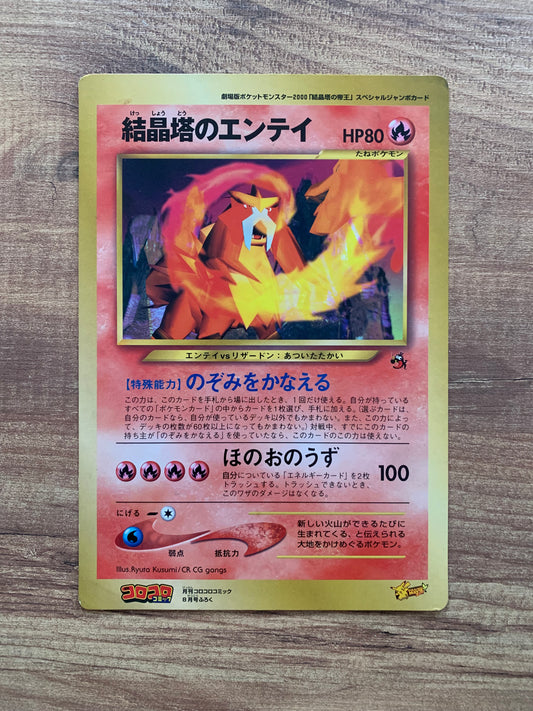 劇場版ポケットモンスター2000「結晶塔の帝王」スペシャルジャンボカード
けっ しょう とう
結晶塔のエンテイ HP80
たねポケモン
エンテイvsリザードン：あついたたかい
【特殊能力】のぞみをかなえる
この力は、このカードを手札から場に出したとき、1回だけ使える。自分が持っている
すべての「ポケモンカード」の中からカードを1枚選び、手札に加える。（選ぶカードは、
自分のカードなら、自分が使っているデッキ以外でもかまわない。また、この力によっ
て、デッキの枚数が60枚以上になってもかまわない。）対戦中、すでにこのカードの
持ち主が「のぞみをかなえる」を使っていたなら、このカードのこの力は使えない。
ほのおのうず 100
自分についている「エネルギーカード」を2枚
トラッシュする。トラッシュできないとき、
このワザのダメージはなくなる。
にげる
弱点 抵抗力
新しい火山ができるたびに
生まれてくる、と伝えられる
大地をかけめぐるポケモン。
Illus.Ryuta Kusumi/CR CG gangs
コロコロ
コミック
月刊コロコロコミック
8月号ふろく